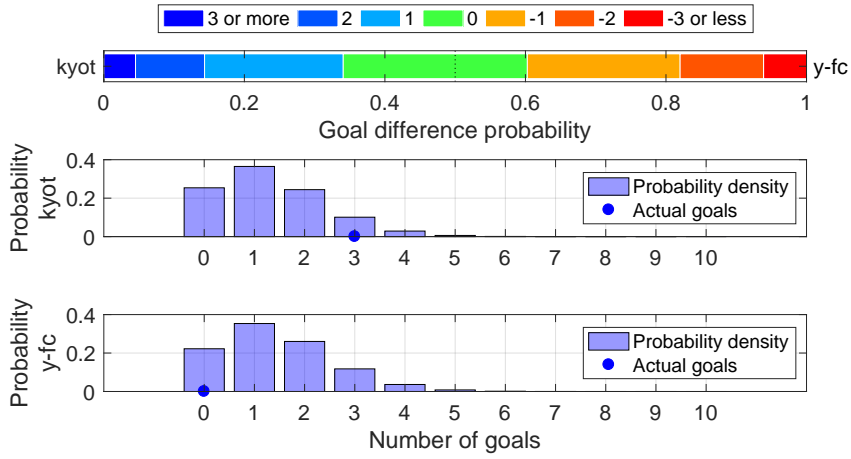 3 or more 2 1 0 -1 -2 -3 or less
kyot y-fc
0 0.2 0.4 0.6 0.8 1
Goal difference probability
Probability
kyot
0.4
0.2
0
Probability density
Actual goals
0 1 2 3 4 5 6 7 8 9 10
Probability
y-fc
0.4
0.2
0
Probability density
Actual goals
0 1 2 3 4 5 6 7 8 9 10
Number of goals